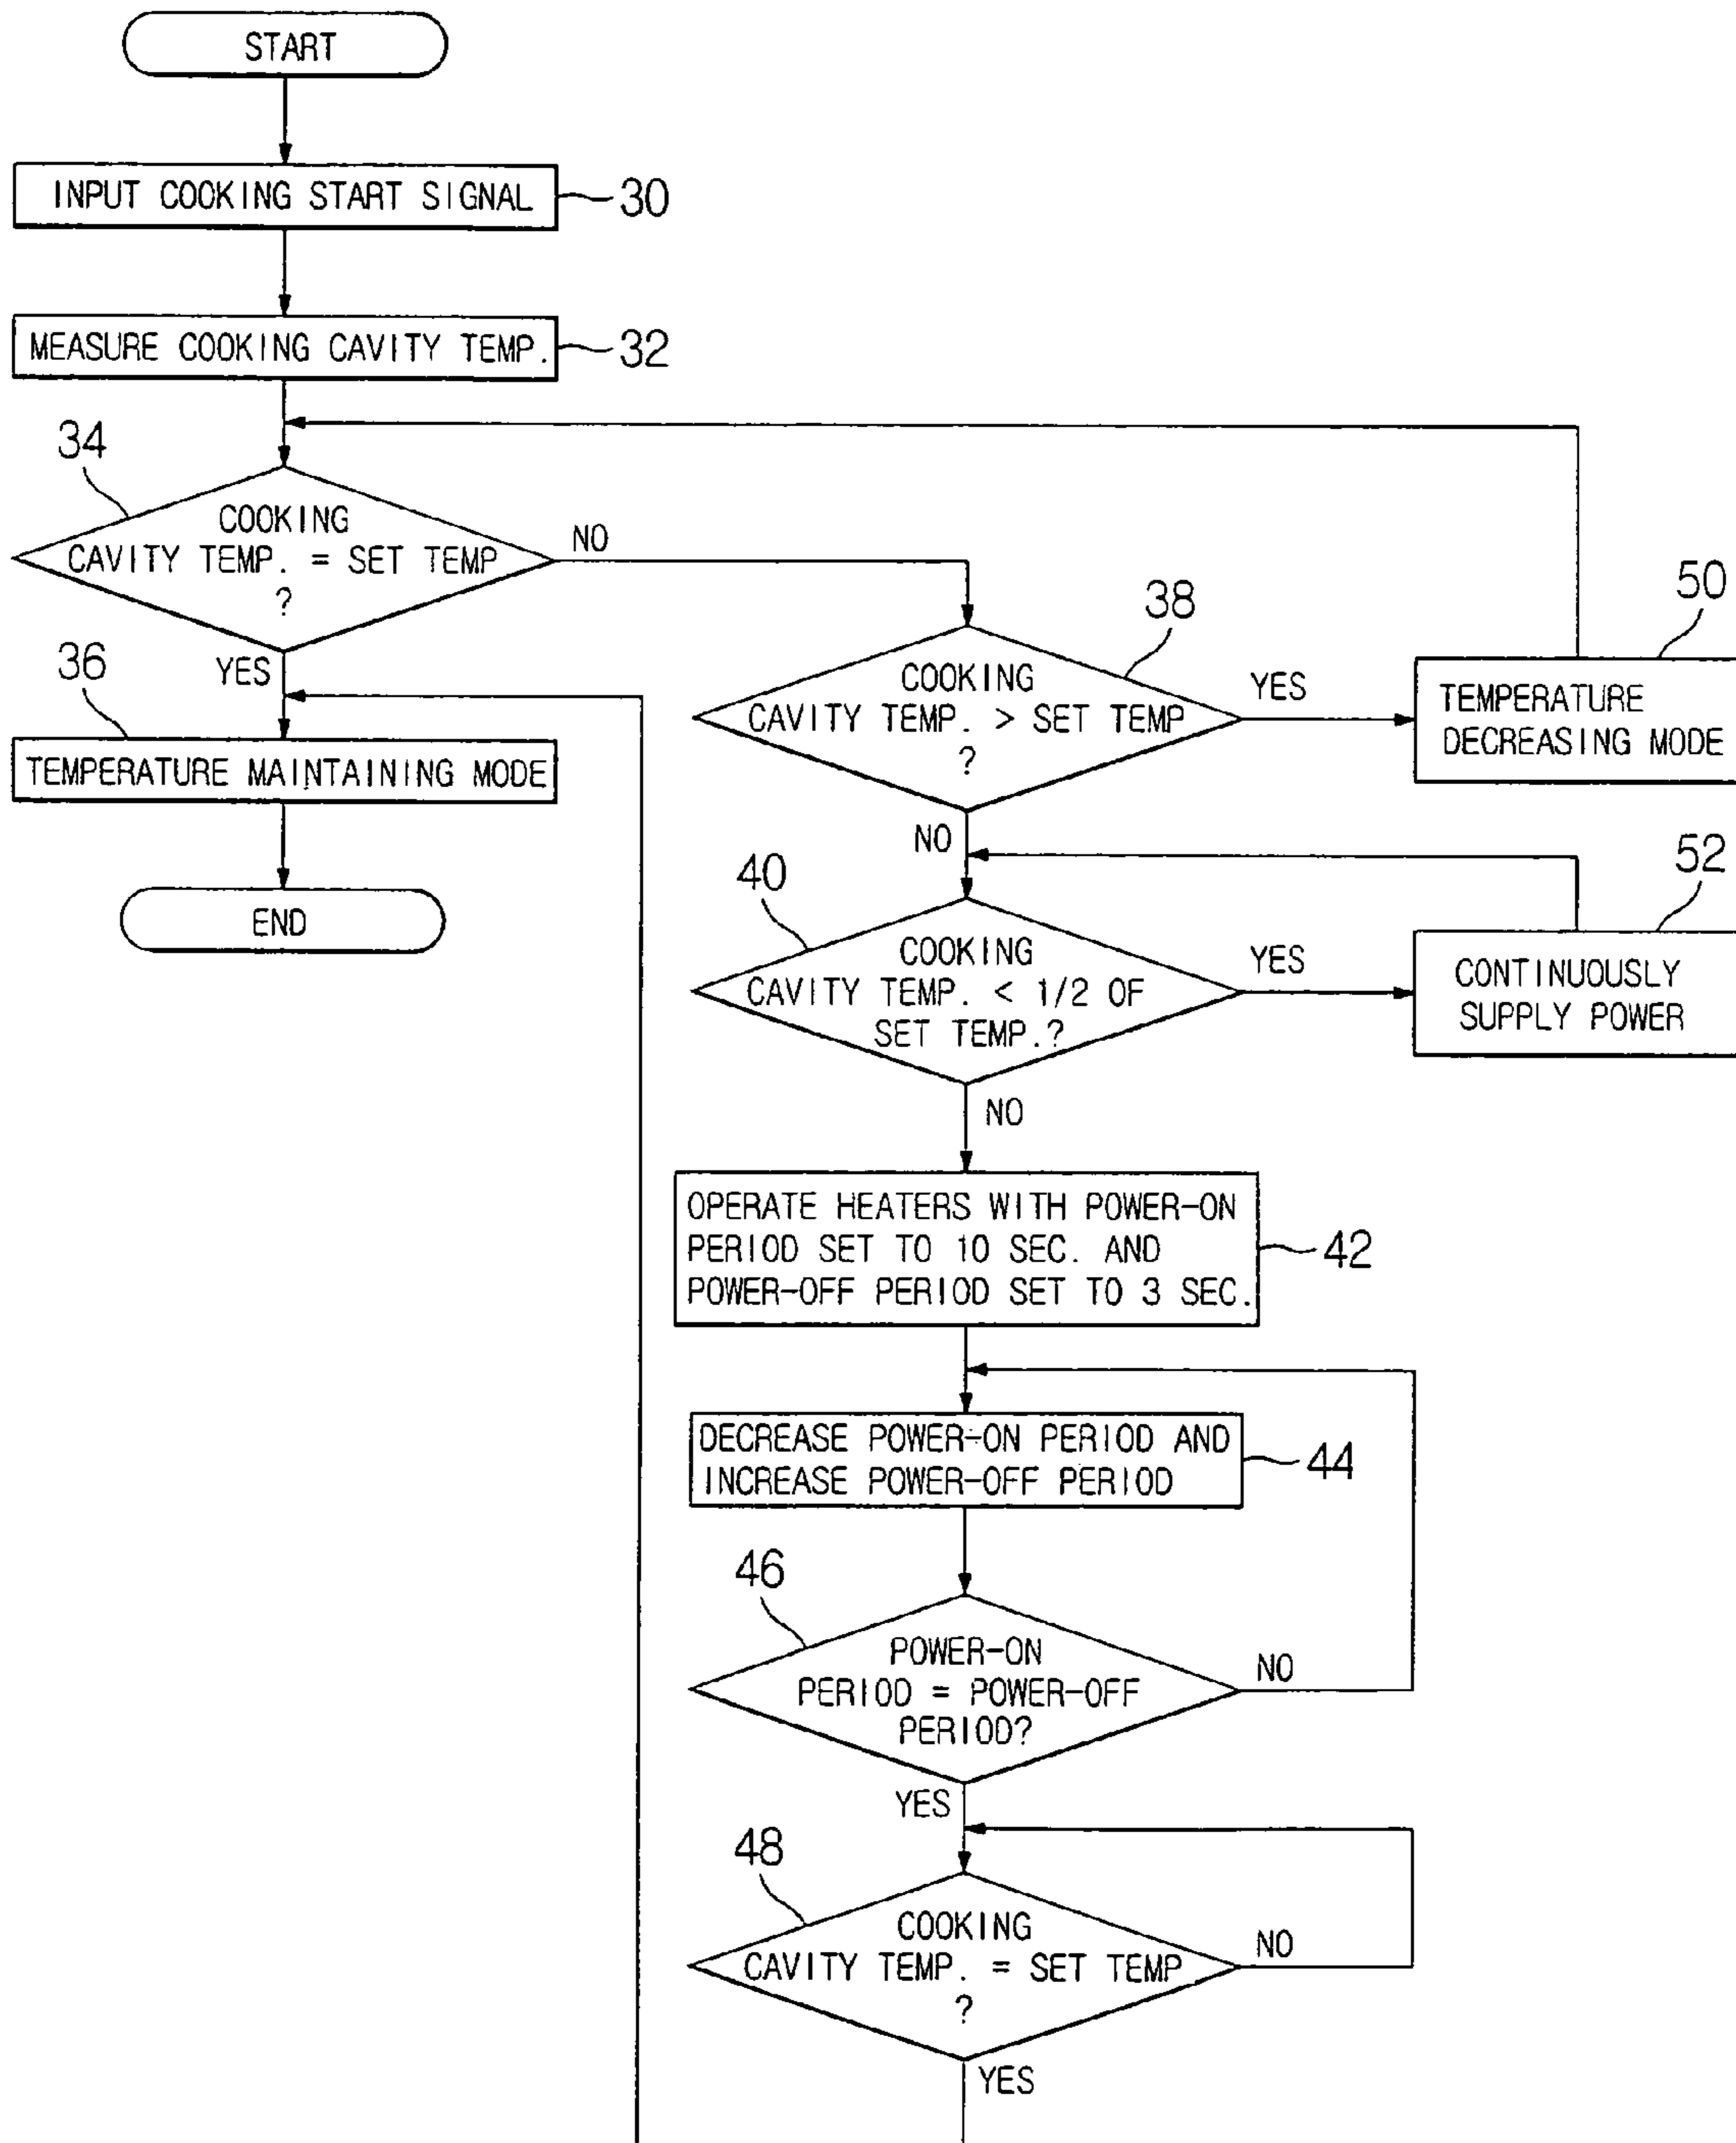 START
INPUT COOKING START SIGNAL
30
MEASURE COOKING CAVITY TEMP.
32
34
COOKING
CAVITY TEMP. = SET TEMP
?
NO
YES
36
TEMPERATURE MAINTAINING MODE
END
38
COOKING
CAVITY TEMP. > SET TEMP
?
YES
NO
50
TEMPERATURE
DECREASING MODE
40
COOKING
CAVITY TEMP. < 1/2 OF
SET TEMP.?
YES
NO
52
CONTINUOUSLY
SUPPLY POWER
OPERATE HEATERS WITH POWER-ON
PERIOD SET TO 10 SEC. AND
POWER-OFF PERIOD SET TO 3 SEC.
42
DECREASE POWER-ON PERIOD AND
INCREASE POWER-OFF PERIOD
44
46
POWER-ON
PERIOD = POWER-OFF
PERIOD?
NO
YES
48
COOKING
CAVITY TEMP. = SET TEMP
?
NO
YES